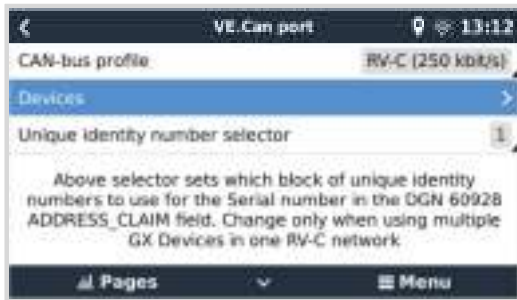 VE.Can port 13:12
CAN-bus profile RV-C (250 kbit/s)
Devices
Unique identity number selector 1
Above selector sets which block of unique identity
numbers to use for the Serial number in the DGN 60928
ADDRESS_CLAIM field. Change only when using multiple
GX Devices in one RV-C network
Pages Menu